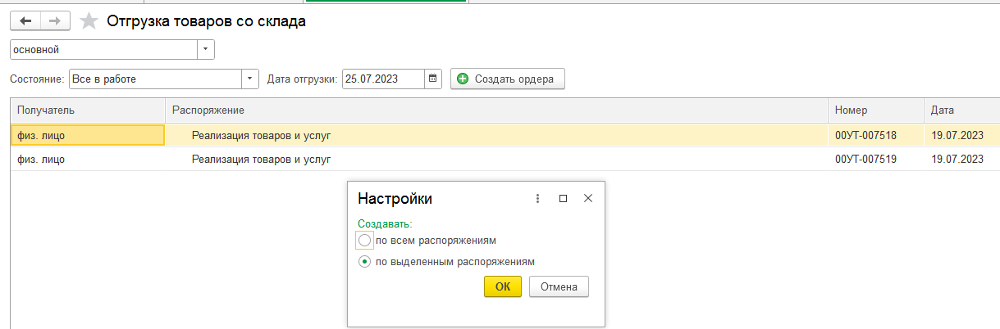 Отгрузка товаров со склада
основной
Состояние: Все в работе Дата отгрузки: 25.07.2023 Создать ордера
Получатель Распоряжение Номер Дата
физ. лицо Реализация товаров и услуг 00УТ-007518 19.07.2023
физ. лицо Реализация товаров и услуг 00УТ-007519 19.07.2023
Настройки
Создавать:
по всем распоряжениям
по выделенным распоряжениям
ОК Отмена